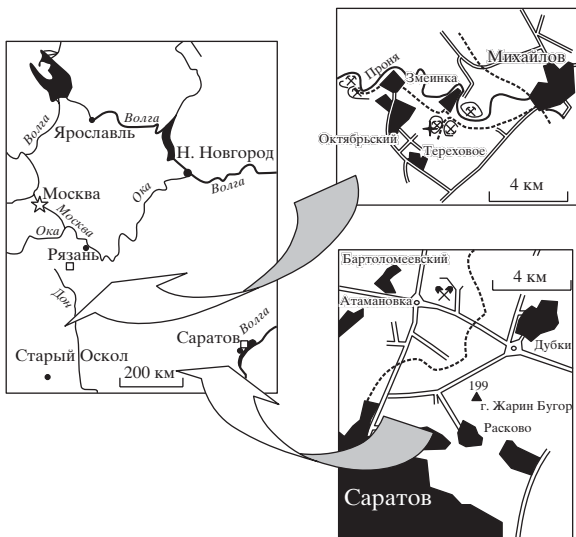 Волга
Волга
Ярославль
Н. Новгород
Волга
Ока
Москва
Москва
Ока
Рязань
Дон
Волга
Саратов
Старый Оскол
200 км
Михайлов
Проня
Змеинка
Октябрьский
Тереховое
4 км
Бартоломеевский
4 км
Атамановка
Дубки
199
г. Жарин Бугор
Расково
Саратов